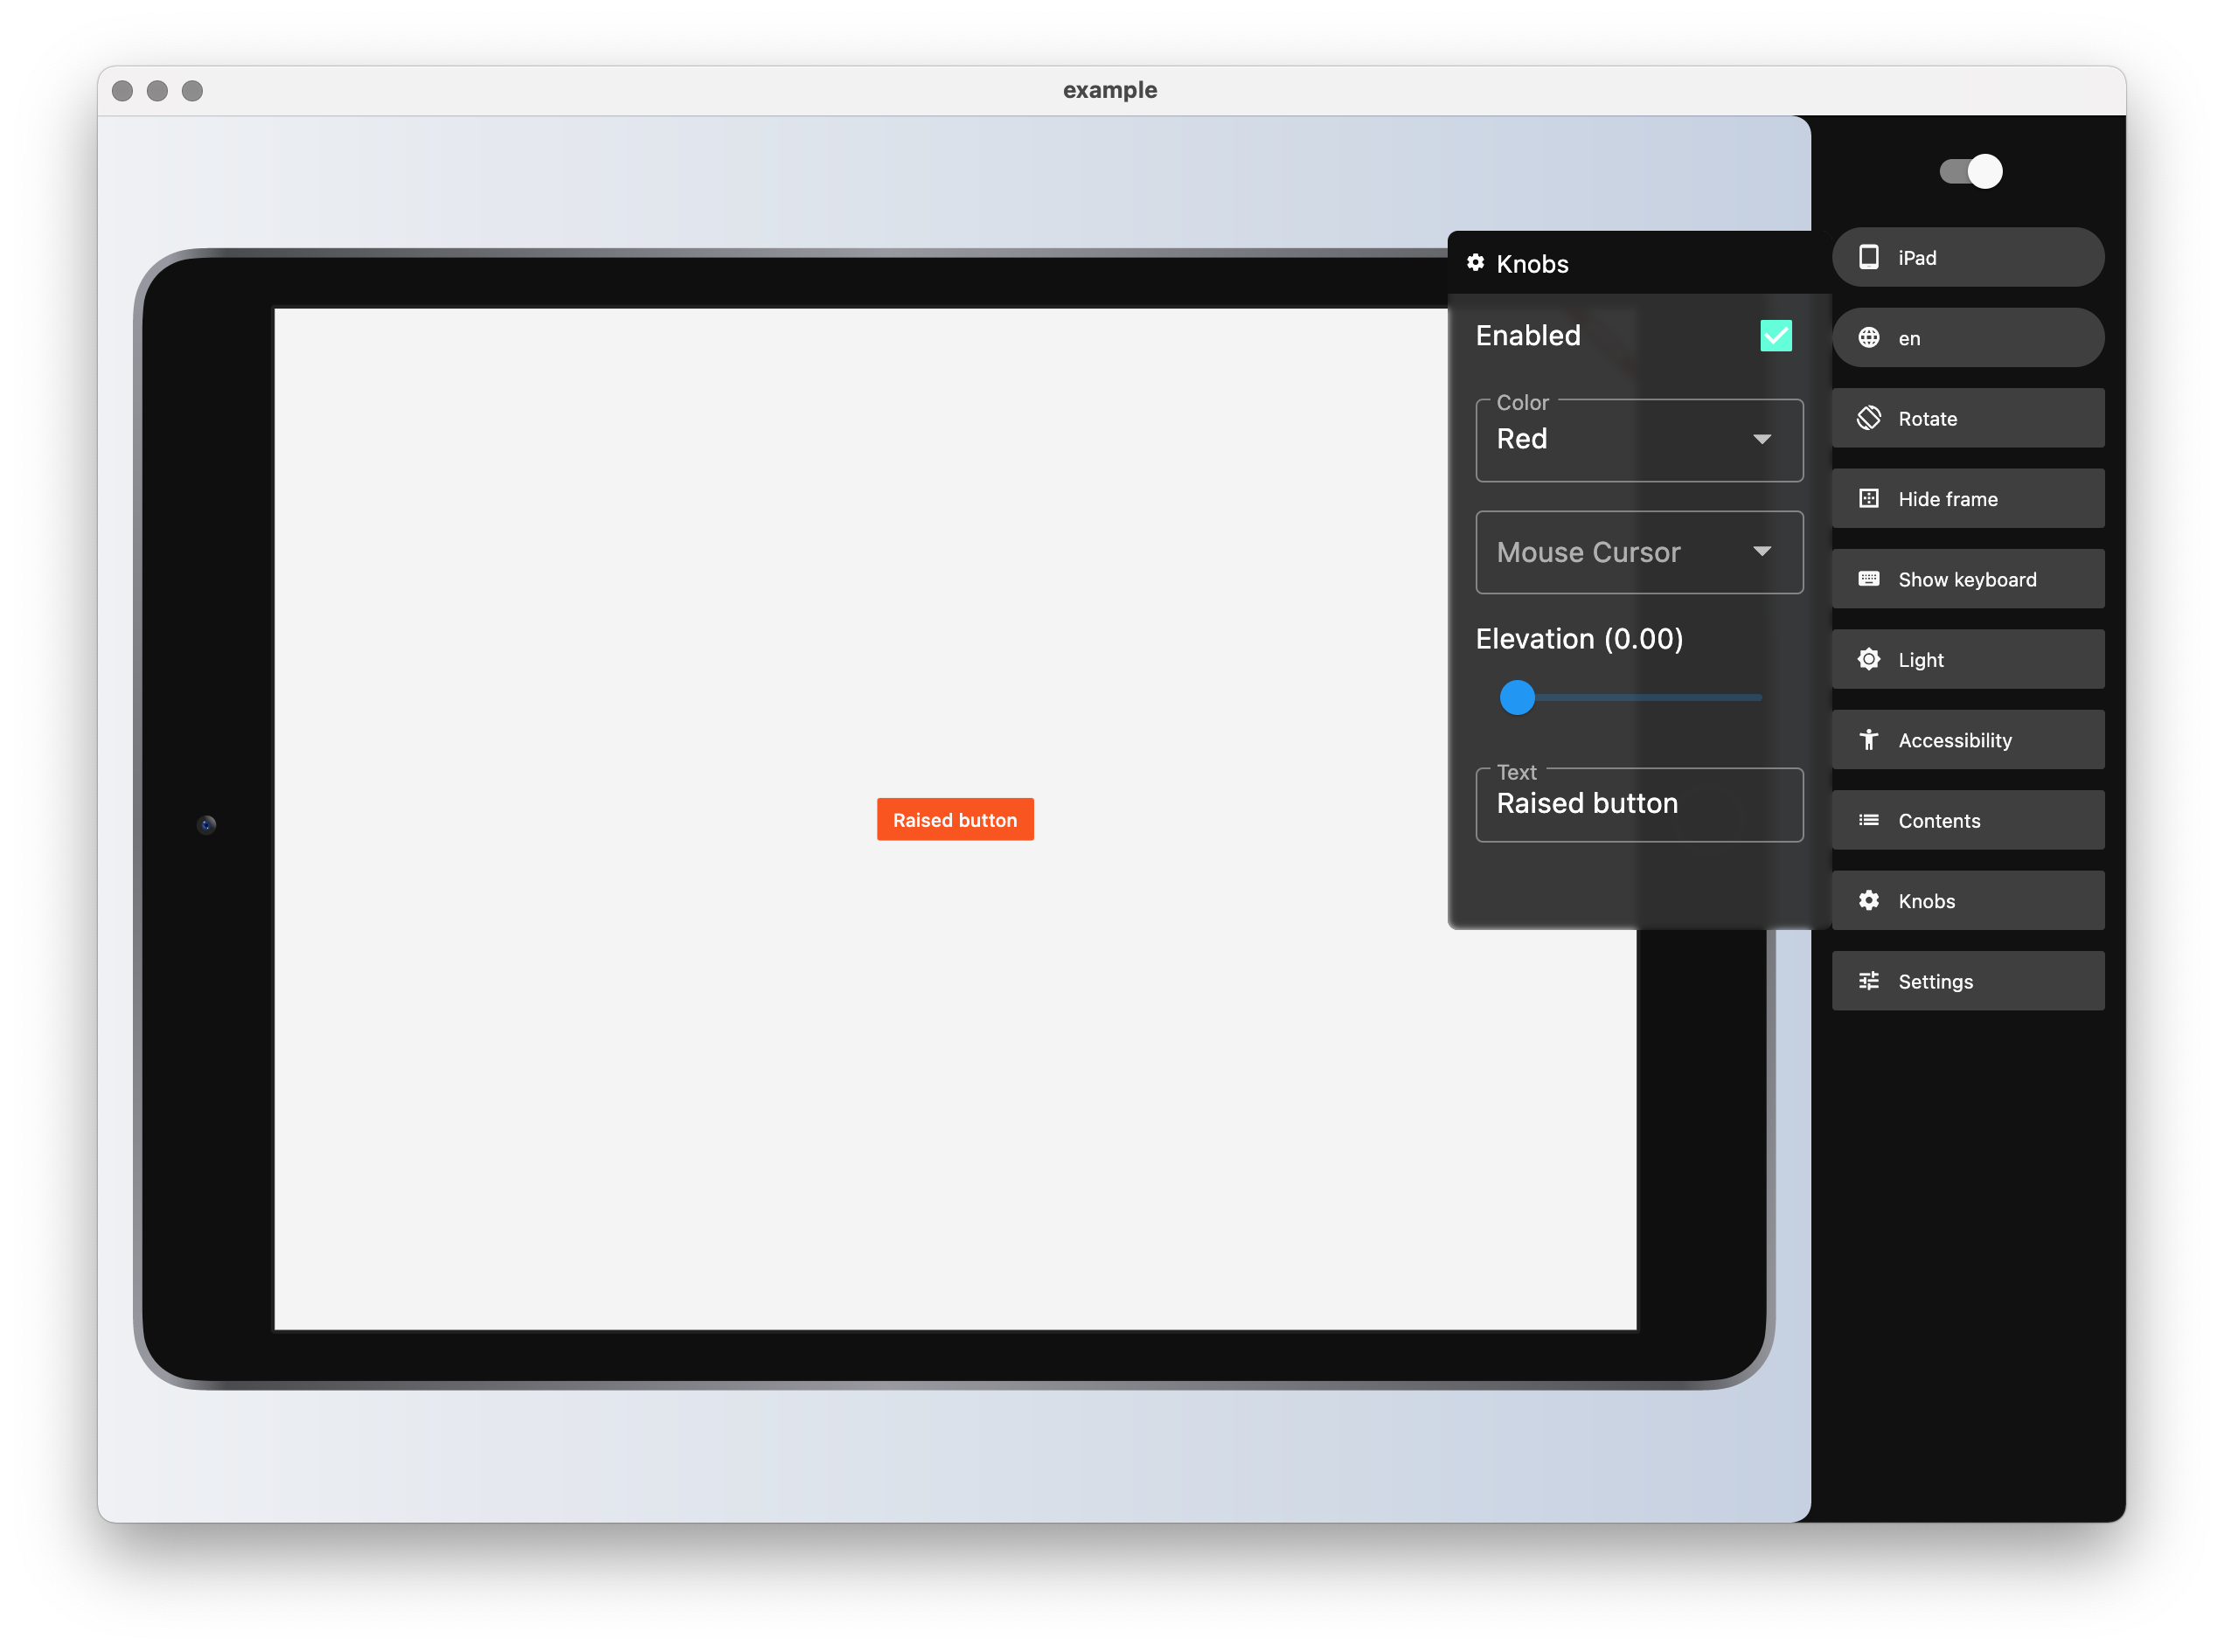 example
Raised button
Knobs
Enabled
Color
Red
Mouse Cursor
Elevation (0.00)
Text
Raised button
iPad
en
Rotate
Hide frame
Show keyboard
Light
Accessibility
Contents
Knobs
Settings